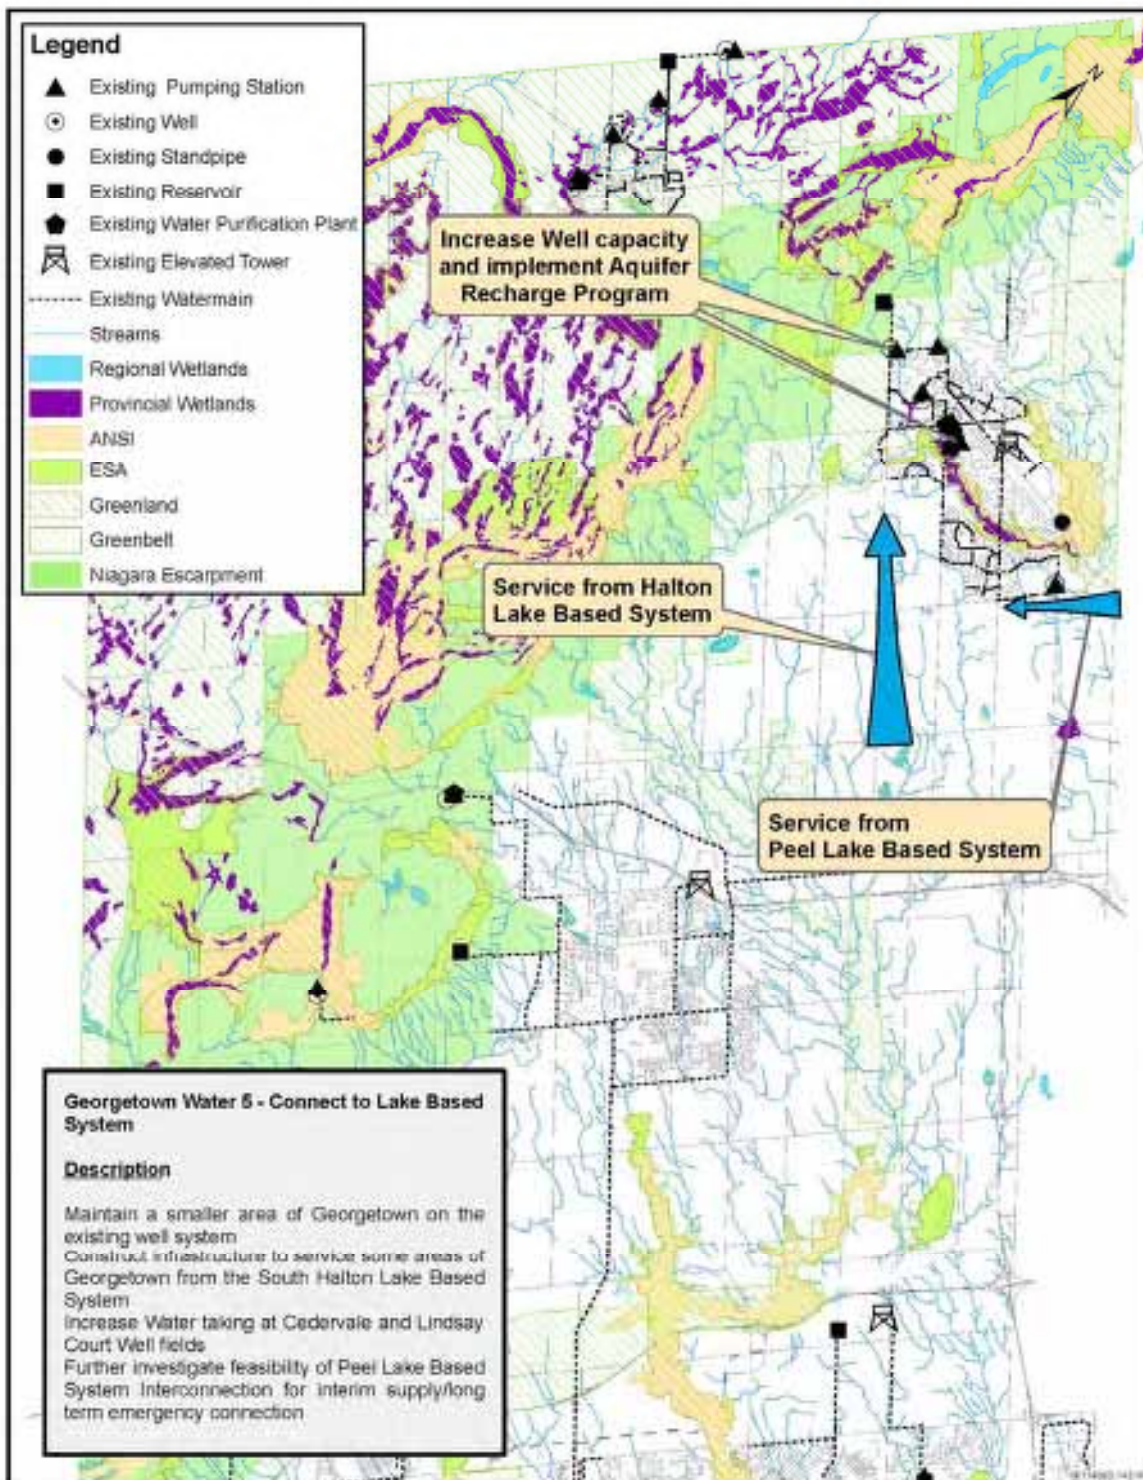 Legend
Existing Pumping Station
Existing Well
Existing Standpipe
Existing Reservoir
Existing Water Purification Plant
Existing Elevated Tower
Existing Watermain
Streams
Regional Wetlands
Provincial Wetlands
ANSI
ESA
Greenland
Greenbelt
Niagara Escarpment
N
Increase Well capacity
and implement Aquifer
Recharge Program
Service from Halton
Lake Based System
Service from
Peel Lake Based System
Georgetown Water 5 - Connect to Lake Based
System
Description
Maintain a smaller area of Georgetown on the
existing well system
Construct infrastructure to service some areas of
Georgetown from the South Halton Lake Based
System
Increase Water taking at Cedervale and Lindsay
Court Well fields
Further investigate feasibility of Peel Lake Based
System Interconnection for interim supply/long
term emergency connection